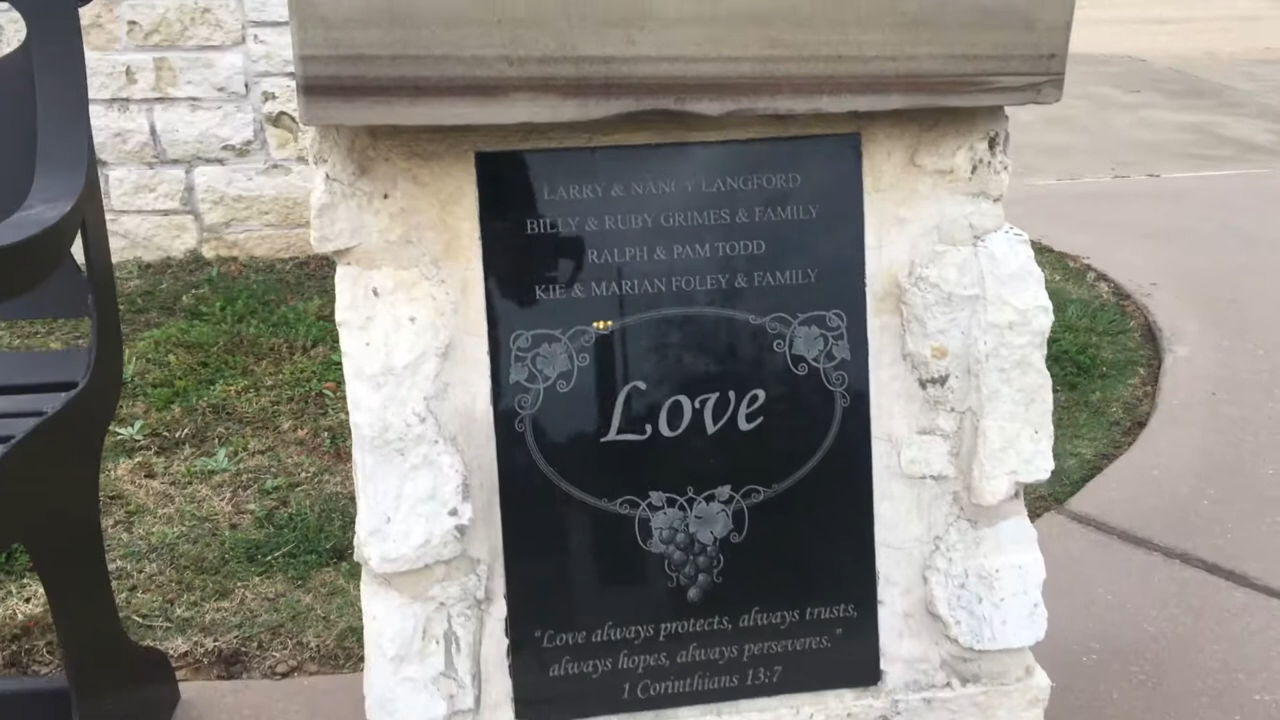 LARRY & NANCY LANGFORD
BILLY & RUBY GRIMES & FAMILY
RALPH & PAM TODD
KIE & MARIAN FOLEY & FAMILY
Love
“Love always protects, always trusts,
always hopes, always perseveres.”
1 Corinthians 13:7